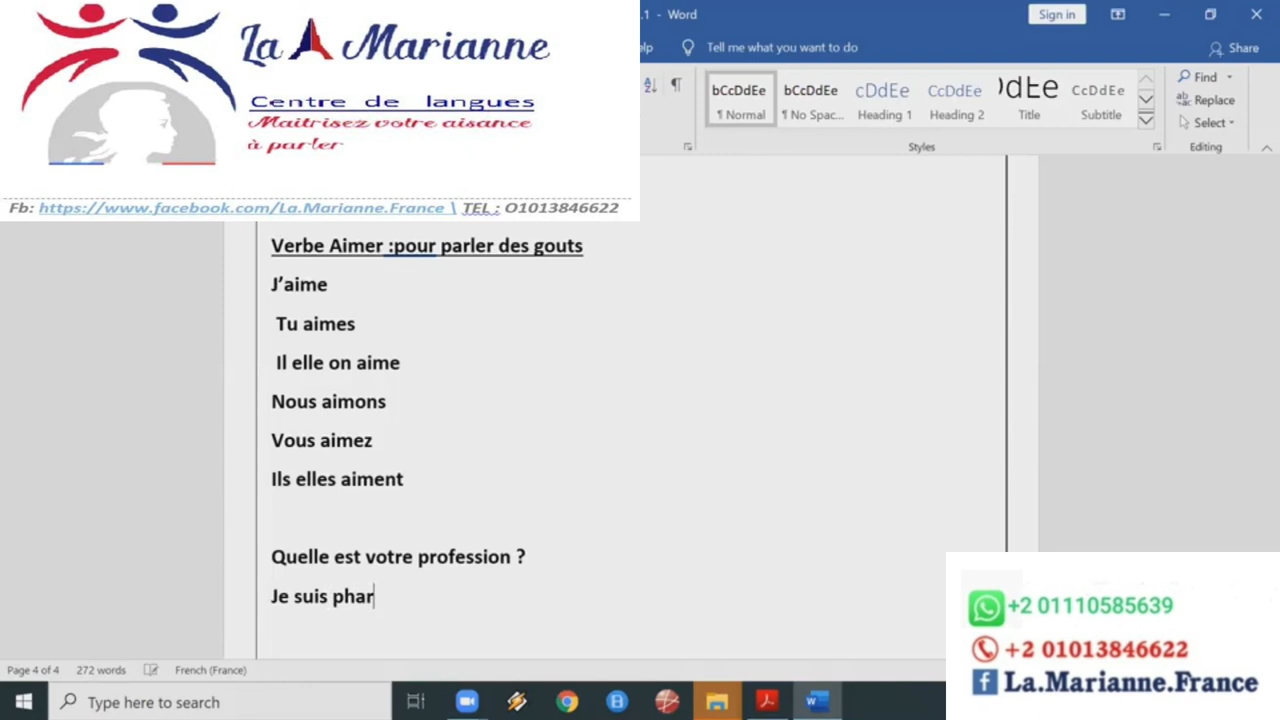 La Marianne
Centre de langues
Maitrisez votre aisance
à parler
Fb: https://www.facebook.com/La.Marianne.France \ TEL : O1013846622
.1 - Word
Sign in
lp
Tell me what you want to do
Share
bCcDdEe
¶ Normal
bCcDdEe
¶ No Spac...
cDdEe
Heading 1
CcDdEe
Heading 2
Title
CcDdEe
Subtitle
Styles
Find
Replace
Select
Editing
Verbe Aimer :pour parler des gouts
J’aime
Tu aimes
Il elle on aime
Nous aimons
Vous aimez
Ils elles aiment
Quelle est votre profession ?
Je suis phar
+2 01110585639
+2 01013846622
La.Marianne.France
Page 4 of 4 272 words French (France)
Type here to search